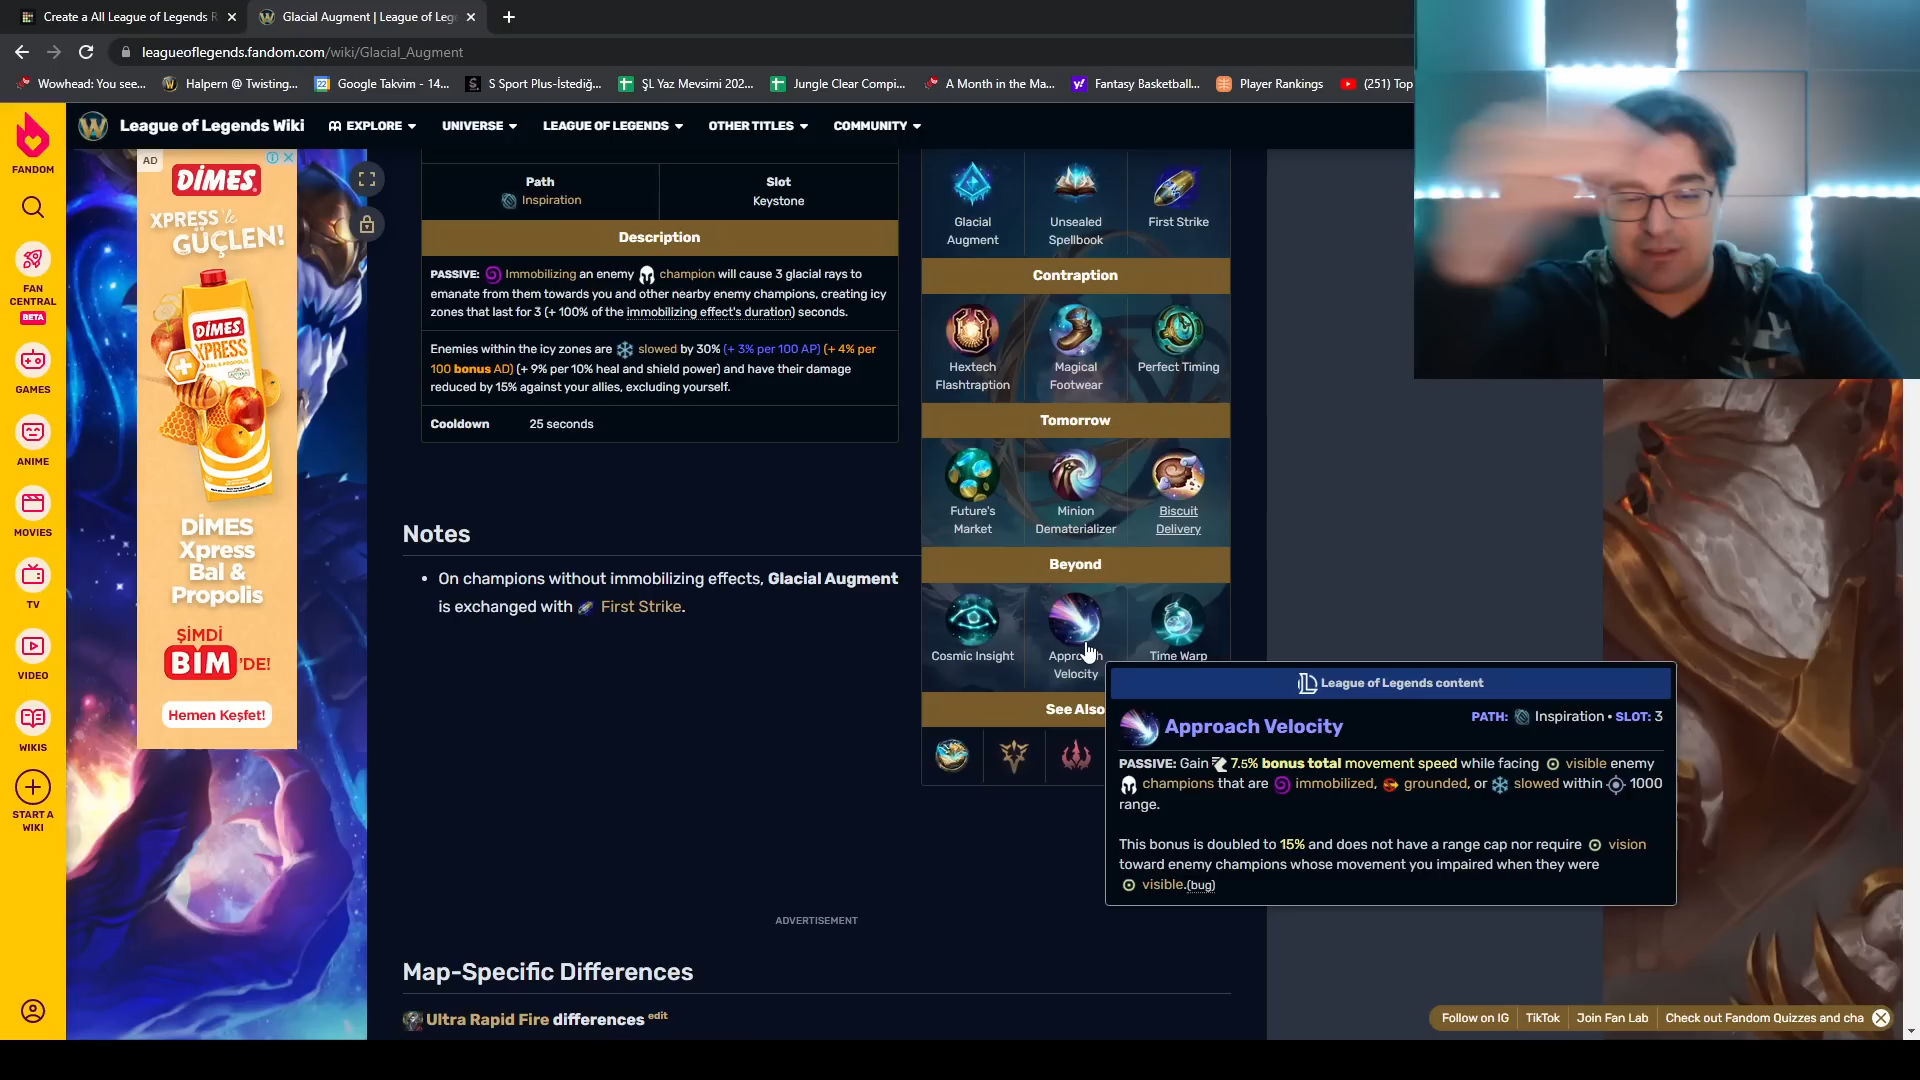 Create a All League of Legends R
Glacial Augment | League of Leg
leagueoflegends.fandom.com/wiki/Glacial_Augment
Wowhead: You see...
Halpern @ Twisting...
Google Takvim - 14...
S Sport Plus-İstediğ...
ŞL Yaz Mevsimi 202...
Jungle Clear Compi...
A Month in the Ma...
Fantasy Basketball...
Player Rankings
(251) Top
League of Legends Wiki
EXPLORE
UNIVERSE
LEAGUE OF LEGENDS
OTHER TITLES
COMMUNITY
FANDOM
FAN
CENTRAL
BETA
GAMES
ANIME
MOVIES
TV
VIDEO
WIKIS
START A
WIKI
AD
DİMES
XPRESS'le
GÜÇLEN!
DİMES
XPRESS
DİMES
Xpress
Bal &
Propolis
ŞİMDİ
BİM'DE!
Hemen Keşfet!
Path
Inspiration
Slot
Keystone
Description
PASSIVE: Immobilizing an enemy champion will cause 3 glacial rays to
emanate from them towards you and other nearby enemy champions, creating icy
zones that last for 3 (+ 100% of the immobilizing effect's duration) seconds.
Enemies within the icy zones are slowed by 30% (+ 3% per 100 AP) (+ 4% per
100 bonus AD) (+ 9% per 10% heal and shield power) and have their damage
reduced by 15% against your allies, excluding yourself.
Cooldown 25 seconds
Notes
• On champions without immobilizing effects, Glacial Augment
is exchanged with First Strike.
ADVERTISEMENT
Map-Specific Differences
Ultra Rapid Fire differences edit
Glacial
Augment
Unsealed
Spellbook
First Strike
Contraption
Hextech
Flashtraption
Magical
Footwear
Perfect Timing
Tomorrow
Future's
Market
Minion
Dematerializer
Biscuit
Delivery
Beyond
Cosmic Insight
Approach
Velocity
Time Warp
See Also
League of Legends content
Approach Velocity
PATH: Inspiration • SLOT: 3
PASSIVE: Gain 7.5% bonus total movement speed while facing visible enemy
champions that are immobilized, grounded, or slowed within 1000
range.
This bonus is doubled to 15% and does not have a range cap nor require vision
toward enemy champions whose movement you impaired when they were
visible.(bug)
Follow on IG
TikTok
Join Fan Lab
Check out Fandom Quizzes and cha